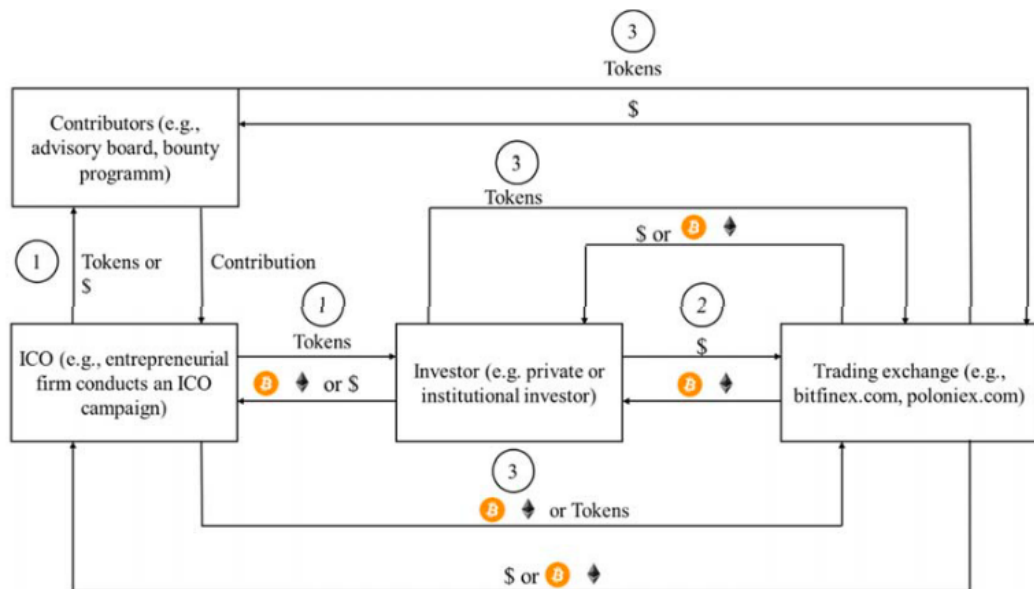 3
Tokens
$
Contributors (e.g.,
advisory board, bounty
programm)
3
Tokens
$ or
1
Tokens or
$
Contribution
1
Tokens
2
$
ICO (e.g., entrepreneurial
firm conducts an ICO
campaign)
or $
Investor (e.g. private or
institutional investor)
Trading exchange (e.g.,
bitfinex.com, poloniex.com)
3
or Tokens
$ or